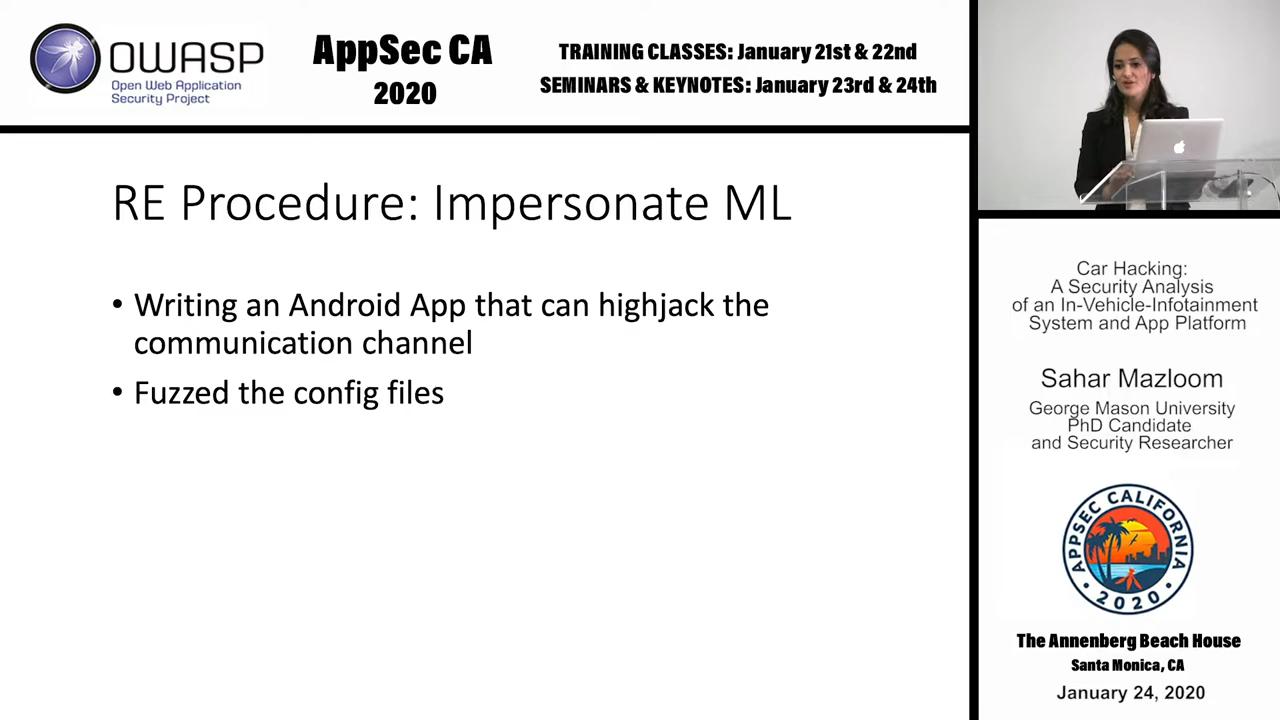 OWASP
Open Web Application
Security Project
AppSec CA
2020
TRAINING CLASSES: January 21st & 22nd
SEMINARS & KEYNOTES: January 23rd & 24th
RE Procedure: Impersonate ML
• Writing an Android App that can highjack the
communication channel
• Fuzzed the config files
Car Hacking:
A Security Analysis
of an In-Vehicle-Infotainment
System and App Platform
Sahar Mazloom
George Mason University
PhD Candidate
and Security Researcher
APPSEC CALIFORNIA
• 2020 •
The Annenberg Beach House
Santa Monica, CA
January 24, 2020